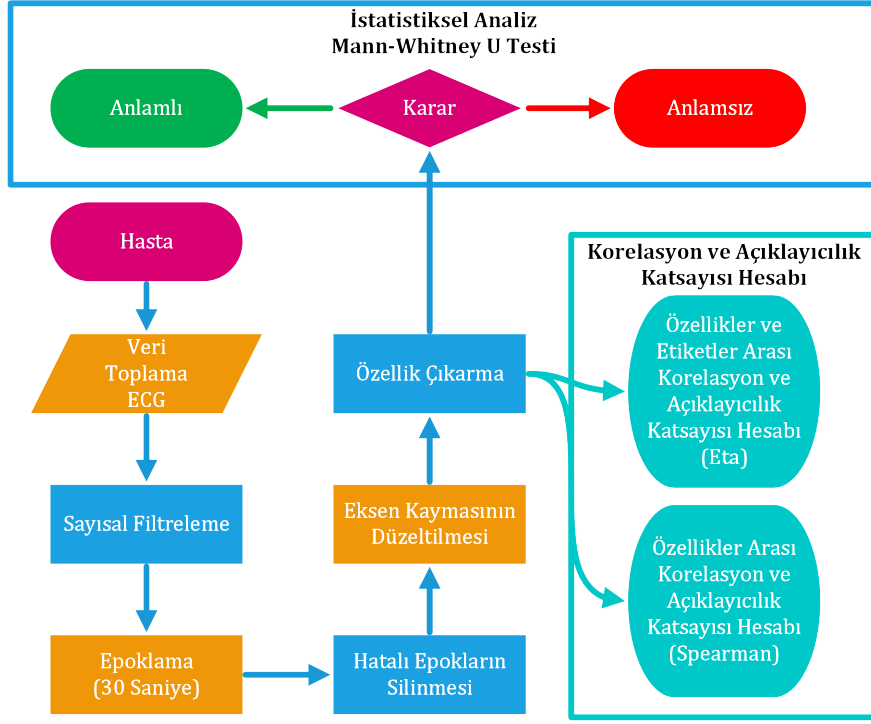 İstatistiksel Analiz
Mann-Whitney U Testi
Anlamlı
Karar
Anlamsız
Hasta
Veri
Toplama
ECG
Sayısal Filtreleme
Epoklama
(30 Saniye)
Hatalı Epokların
Silinmesi
Eksen Kaymasının
Düzeltilmesi
Özellik Çıkarma
Korelasyon ve Açıklayıcılık
Katsayısı Hesabı
Özellikler ve
Etiketler Arası
Korelasyon ve
Açıklayıcılık
Katsayısı Hesabı
(Eta)
Özellikler Arası
Korelasyon ve
Açıklayıcılık
Katsayısı Hesabı
(Spearman)